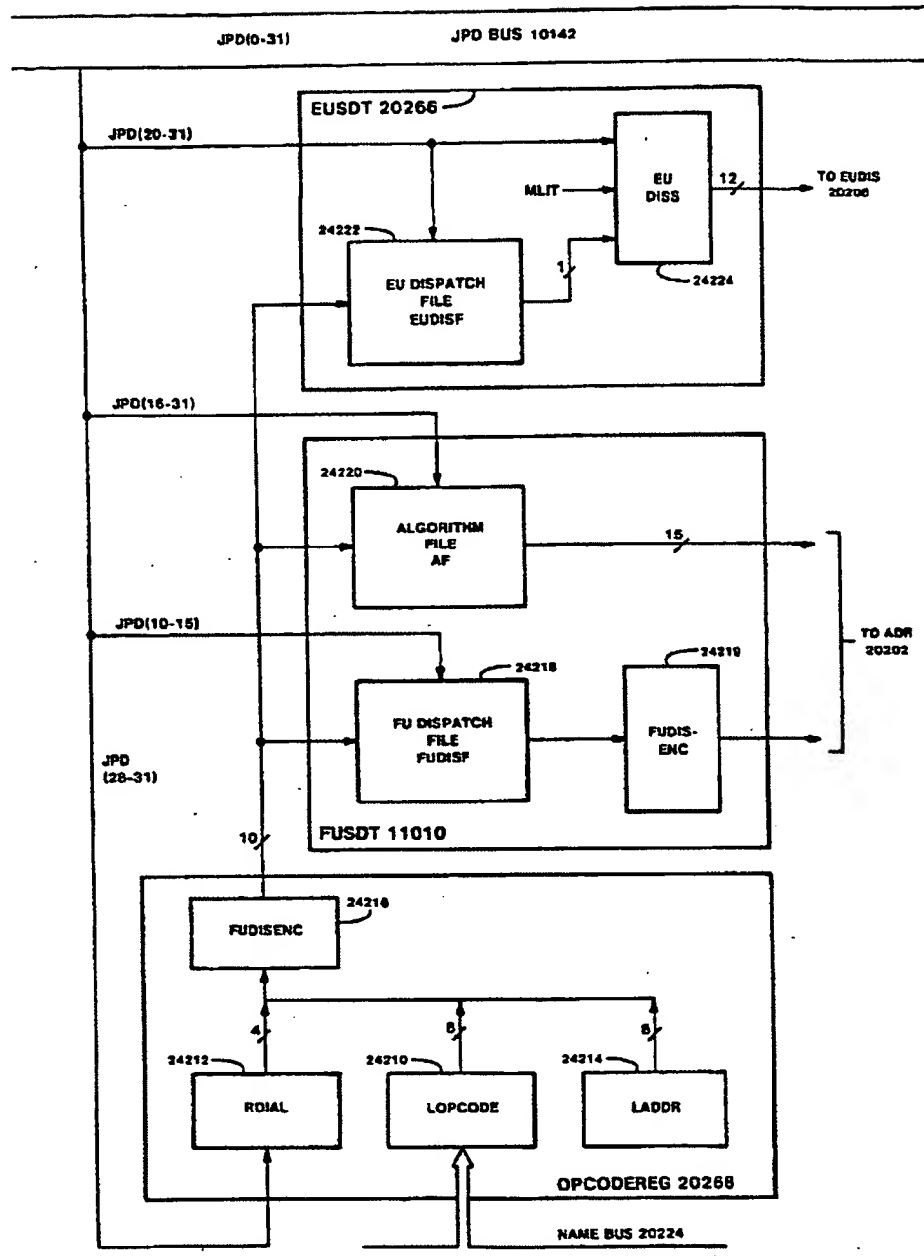 JPD(0-31) JPD BUS 10142
EUSDT 20266
JPD(20-31)
EU
DISS
12
TO EUDIS
20206
MLIT
24222
1
24224
EU DISPATCH
FILE
EUDISF
JPD(16-31)
24220
ALGORITHM
FILE
AF
15
JPD(10-15)
24218
24219
TO ADR
20202
FU DISPATCH
FILE
FUDISF
FUDIS-
ENC
JPD
(28-31)
FUSDT 11010
10
24216
FUDISENC
4
8
8
24212
24210
24214
RDIAL
LOPCODE
LADDR
OPCODEREG 20268
NAME BUS 20224